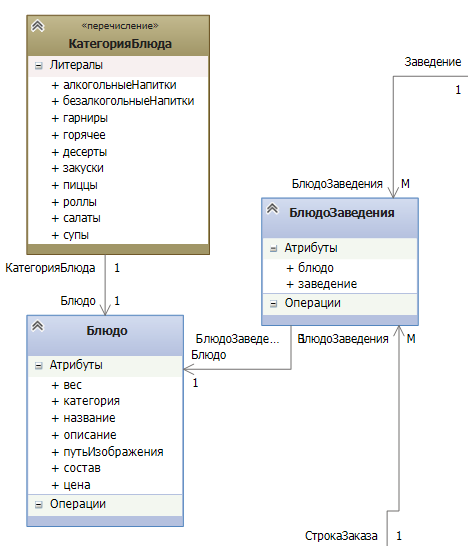 «перечисление»
КатегорияБлюда
Литералы
+ алкогольныеНапитки
+ безалкогольныеНапитки
+ гарниры
+ горячее
+ десерты
+ закуски
+ пиццы
+ роллы
+ салаты
+ супы
КатегорияБлюда 1
Блюдо 1
Заведение
1
БлюдоЗаведения М
БлюдоЗаведения
Атрибуты
+ блюдо
+ заведение
Операции
БлюдоЗаведе... 1
БлюдоЗаведения М
Блюдо
1
Блюдо
Атрибуты
+ вес
+ категория
+ название
+ описание
+ путьИзображения
+ состав
+ цена
Операции
СтрокаЗаказа 1